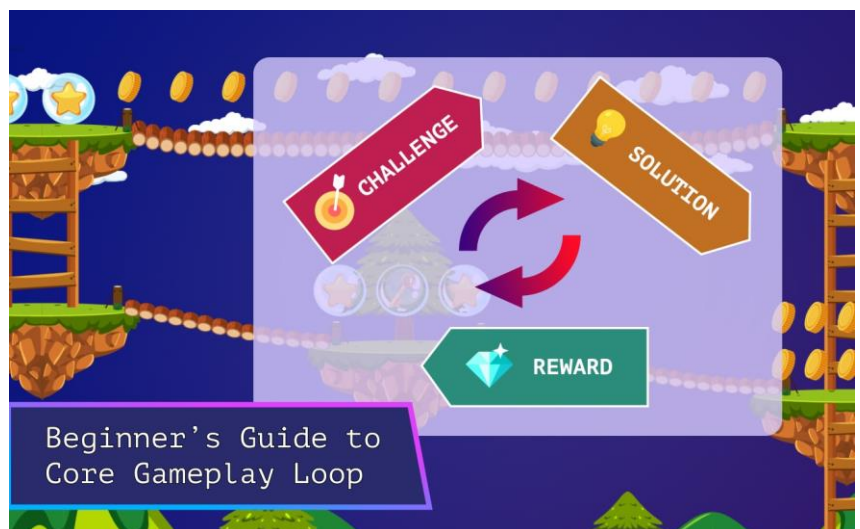 CHALLENGE
SOLUTION
REWARD
Beginner's Guide to
Core Gameplay Loop